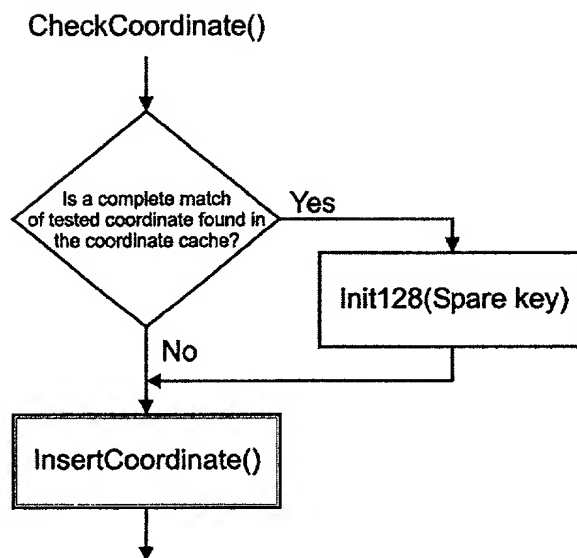 CheckCoordinate()
Is a complete match
of tested coordinate found in
the coordinate cache?
Yes
Init128(Spare key)
No
InsertCoordinate()